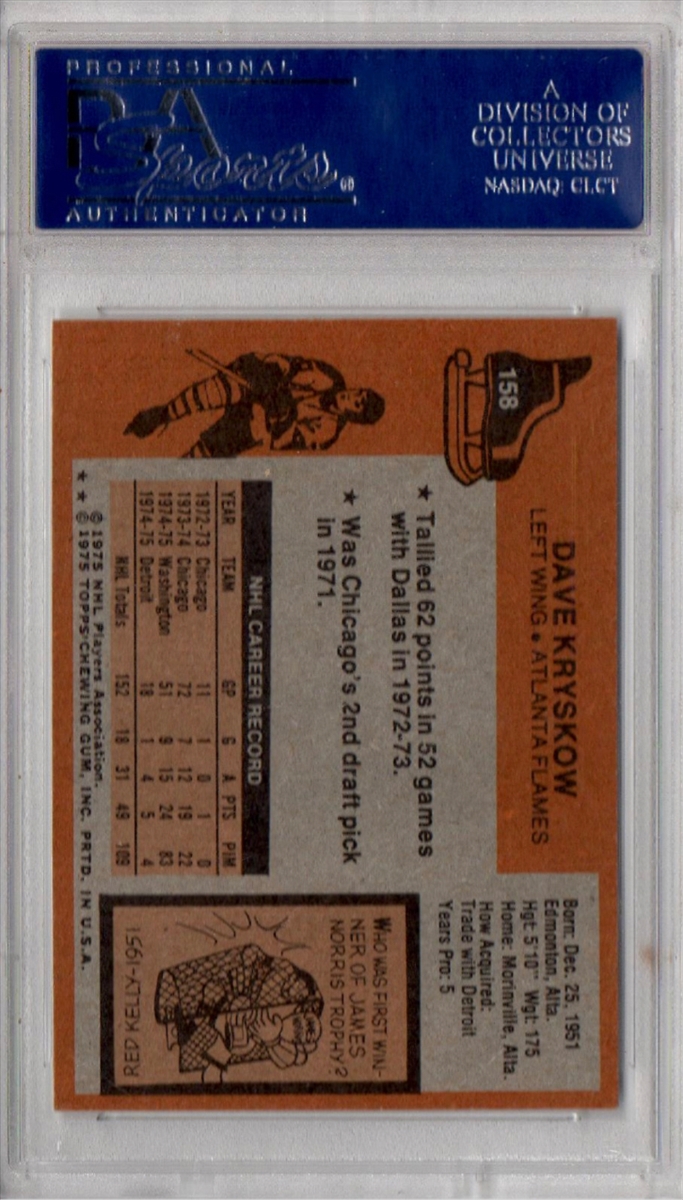 PROFESSIONAL
PSA
Sports
AUTHENTICATOR
A
DIVISION OF
COLLECTORS
UNIVERSE
NASDAQ: CLCT
158
DAVE KRYSKOW
LEFT WING • ATLANTA FLAMES
Born: Dec. 25, 1951
Edmonton, Alta.
Hgt: 5'10" Wgt: 175
Home: Morinville, Alta.
How Acquired:
Trade with Detroit
Years Pro: 5
★ Tallied 62 points in 52 games
with Dallas in 1972-73.
★ Was Chicago's 2nd draft pick
in 1971.
NHL CAREER RECORD
YEAR TEAM GP G A PTS PIM
1972-73 Chicago 11 1 0 1 0
1973-74 Chicago 72 7 12 19 22
1974-75 Washington 51 9 15 24 83
1974-75 Detroit 18 1 4 5 4
NHL Totals 152 18 31 49 109
WHO WAS FIRST WIN-
NER OF JAMES
NORRIS TROPHY?
RED KELLY-1951
★ © 1975 NHL Players Association.
★ © 1975 TOPPS CHEWING GUM, INC. PRTD. IN U.S.A.